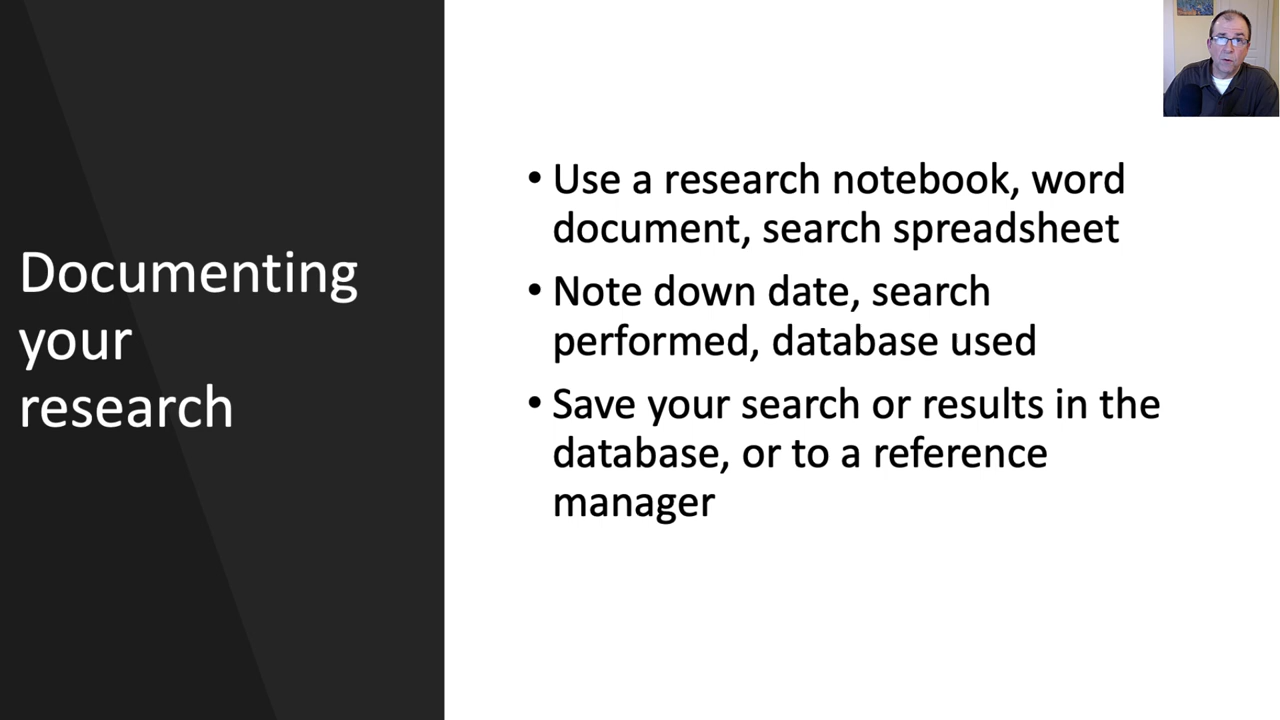 Documenting
your
research
• Use a research notebook, word
document, search spreadsheet
• Note down date, search
performed, database used
• Save your search or results in the
database, or to a reference
manager